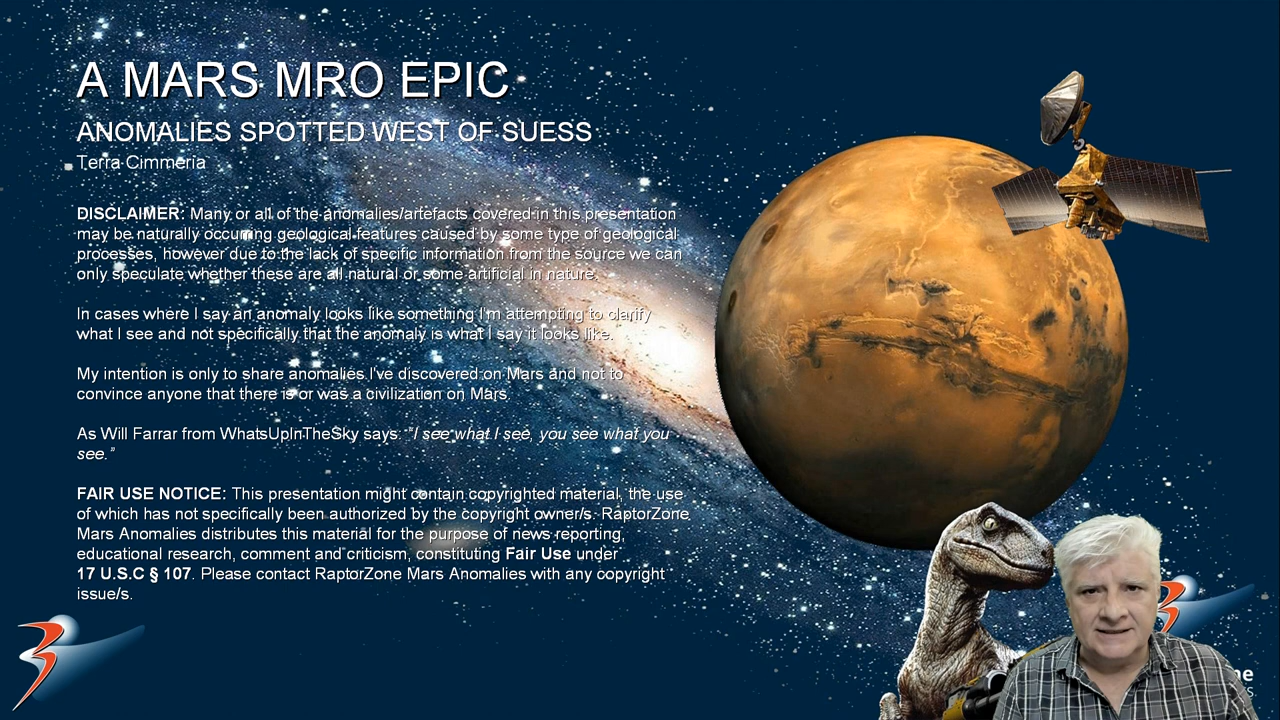 A MARS MRO EPIC
ANOMALIES SPOTTED WEST OF SUESS
Terra Cimmeria
DISCLAIMER: Many or all of the anomalies/artefacts covered in this presentation
may be naturally occurring geological features caused by some type of geological
processes, however due to the lack of specific information from the source we can
only speculate whether these are all natural or some artificial in nature.
In cases where I say an anomaly looks like something I'm attempting to clarify
what I see and not specifically that the anomaly is what I say it looks like.
My intention is only to share anomalies I've discovered on Mars and not to
convince anyone that there is or was a civilization on Mars
As Will Farrar from WhatsUpInTheSky says: "I see what I see, you see what you
see."
FAIR USE NOTICE: This presentation might contain copyrighted material, the use
of which has not specifically been authorized by the copyright owner/s. RaptorZone
Mars Anomalies distributes this material for the purpose of news reporting,
educational research, comment and criticism, constituting Fair Use under
17 U.S.C § 107. Please contact RaptorZone Mars Anomalies with any copyright
issue/s.